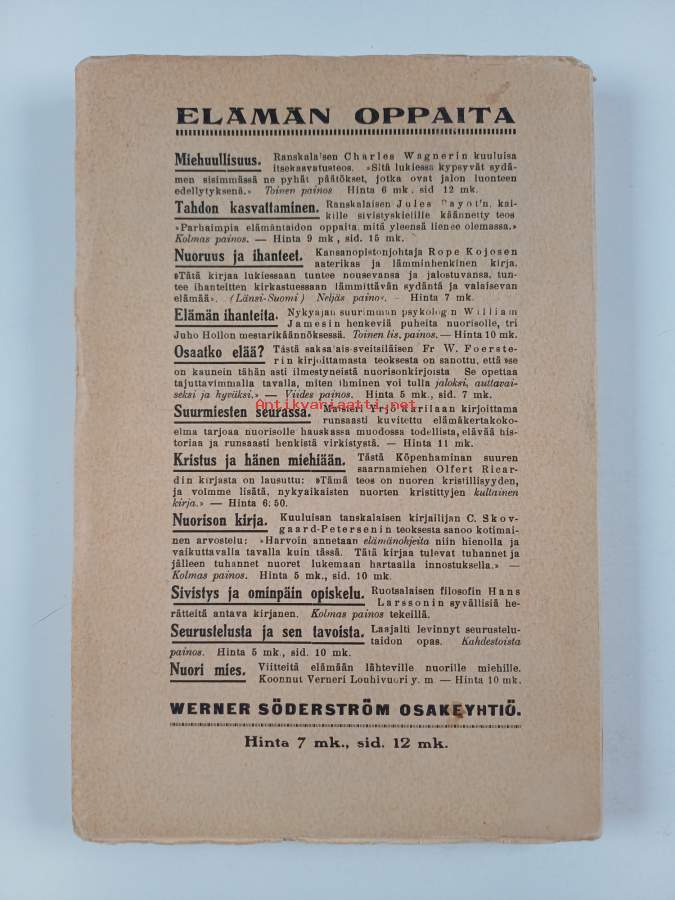 ELÄMÄN OPPAITA
Miehuullisuus. Ranskalaisen Charles Wagnerin kuuluisa
itsekasvatusteos. »Sitä lukiessa kypsyvät sydä-
men sisimmässä ne pyhät päätökset, jotka ovat jalon luonteen
edellytyksenä.» Toinen painos Hinta 6 mk. sid 12 mk.
Tahdon kasvattaminen. Ranskalaisen Jules Payot'n, kai-
kille sivistyskielille käännetty teos
»Parhaimpia elämäntaidon oppaita, mitä yleensä lienee olemassa.»
Kolmas painos. — Hinta 9 mk, sid. 15 mk.
Nuoruus ja ihanteet. Kansanopistonjohtaja Rope Kojosen
aaterikas ja lämminhenkinen kirja.
»Tätä kirjaa lukiessaan tuntee nousevansa ja jalostuvansa, tun-
tee ihanteitten kirkastuessaan lämmittävän sydäntä ja valaisevan
elämää». (Länsi-Suomi) Neljäs painos. - Hinta 7 mk.
Elämän ihanteita. Nykyajan suurimman psykologin William
Jamesin henkeviä puheita nuorisolle, tri
Juho Hollon mestarikäännöksessä. Toinen lis. painos. — Hinta 10 mk.
Osaatko elää? Tästä saksalais-sveitsiläisen Fr W. Foerste-
rin kirjoittamasta teoksesta on sanottu, että »se
on kaunein tähän asti ilmestyneistä nuorisonkirjoista Se opettaa
tajuttavimmalla tavalla, miten ihminen voi tulla jaloksi, auttavai-
seksi ja hyväksi.» — Viides painos. Hinta 5 mk., sid. 7 mk.
Antikvariaatti.net
Suurmiesten seurassa. Maisteri Yrjö Karilaan kirjoittama
runsaasti kuvitettu elämäkertakoko-
elma tarjoaa nuorisolle hauskassa muodossa todellista, elävää his-
toriaa ja runsaasti henkistä virkistystä. — Hinta 11 mk.
Kristus ja hänen miehiään. Tästä Köpenhaminan suuren
saarnamiehen Olfert Ricar-
din kirjasta on lausuttu: »Tämä teos on nuoren kristillisyyden,
ja voimme lisätä, nykyaikaisten nuorten kristittyjen kultainen
kirja.» — Hinta 6:50.
Nuorison kirja. Kuuluisan tanskalaisen kirjailijan C. Skov-
gaard-Petersenin teoksesta sanoo kotimai-
nen arvostelu: »Harvoin annetaan elämänohjeita niin hienolla ja
vaikuttavalla tavalla kuin tässä. Tätä kirjaa tulevat tuhannet ja
jälleen tuhannet nuoret lukemaan hartaalla innostuksella.» —
Kolmas painos. Hinta 5 mk., sid. 10 mk.
Sivistys ja ominpäin opiskelu. Ruotsalaisen filosofin Hans
Larssonin syvällisiä he-
rätteitä antava kirjanen. Kolmas painos tekeillä.
Seurustelusta ja sen tavoista. Laajalti levinnyt seurustelu-
taidon opas. Kahdestoista
painos. Hinta 5 mk., sid. 10 mk.
Nuori mies. Viitteitä elämään lähteville nuorille miehille.
Koonnut Verneri Louhivuori y. m — Hinta 10 mk.
WERNER SÖDERSTRÖM OSAKEYHTIÖ.
Hinta 7 mk., sid. 12 mk.